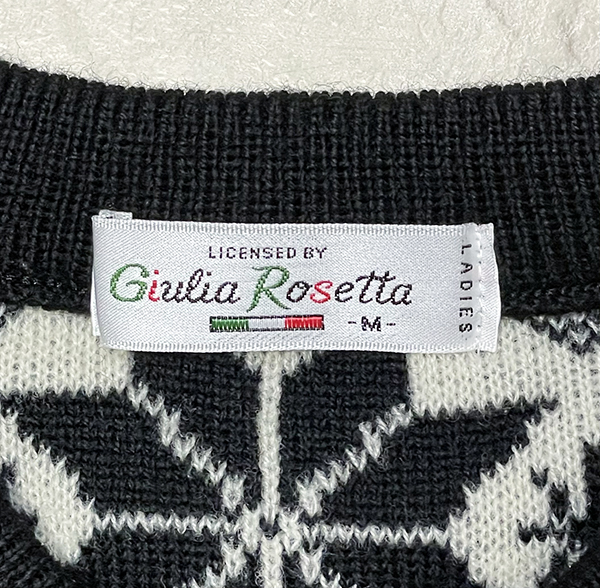 LICENSED BY
Giulia Rosetta
-M-
LADIES